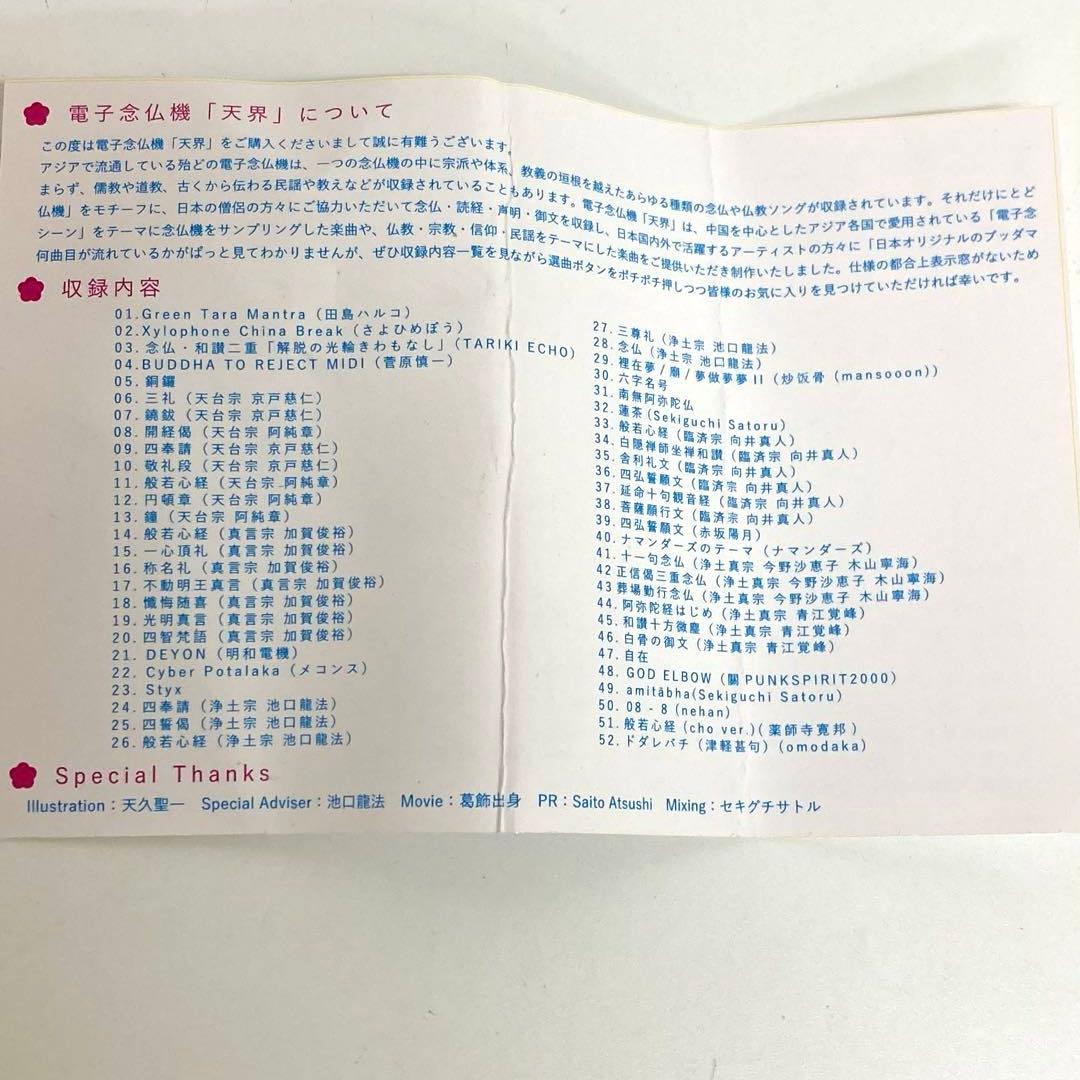 電子念仏機「天界」について
この度は電子念仏機「天界」をご購入くださいまして誠に有難うございます。
アジアで流通している殆どの電子念仏機は、一つの念仏機の中に宗派や体系、教義の垣根を越えたあらゆる種類の念仏や仏教ソングが収録されています。それだけにとど
まらず、儒教や道教、古くから伝わる民謡や教えなどが収録されていることもあります。電子念仏機「天界」は、中国を中心としたアジア各国で愛用されている「電子念
仏機」をモチーフに、日本の僧侶の方々にご協力いただいて念仏・読経・声明・御文を収録し、日本国内外で活躍するアーティストの方々に「日本オリジナルのブッダマ
シーン」をテーマに念仏機をサンプリングした楽曲や、仏教・宗教・信仰・民謡をテーマにした楽曲をご提供いただき制作いたしました。仕様の都合上表示窓がないため
何曲目が流れているかがぱっと見てわかりませんが、ぜひ収録内容一覧を見ながら選曲ボタンをポチポチ押しつつ皆様のお気に入りを見つけていただければ幸いです。
収録内容
01.Green Tara Mantra（田島ハルコ）
02.Xylophone China Break（さよひめぼう）
03. 念仏・和讃二重「解脱の光輪きわもなし」（TARIKI ECHO）
04.BUDDHA TO REJECT MIDI（菅原慎一）
05. 銅鑼
06. 三礼（天台宗 京戸慈仁）
07. 鐃鈸（天台宗 京戸慈仁）
08. 開経偈（天台宗 阿純章）
09. 四奉請（天台宗 京戸慈仁）
10. 敬礼段（天台宗 京戸慈仁）
11. 般若心経（天台宗 阿純章）
12. 円頓章（天台宗 阿純章）
13. 鐘（天台宗 阿純章）
14. 般若心経（真言宗 加賀俊裕）
15. 一心頂礼（真言宗 加賀俊裕）
16. 称名礼（真言宗 加賀俊裕）
17. 不動明王真言（真言宗 加賀俊裕）
18. 懺悔随喜（真言宗 加賀俊裕）
19. 光明真言（真言宗 加賀俊裕）
20. 四智梵語（真言宗 加賀俊裕）
21. DEYON（明和電機）
22. Cyber Potalaka（メコンス）
23. Styx
24. 四奉請（浄土宗 池口龍法）
25. 四誓偈（浄土宗 池口龍法）
26. 般若心経（浄土宗 池口龍法）
27. 三尊礼（浄土宗 池口龍法）
28. 念仏（浄土宗 池口龍法）
29. 裡在夢／廟／夢做夢夢II（炒饭骨（mansooon））
30. 六字名号
31. 南無阿弥陀仏
32. 蓮茶（Sekiguchi Satoru）
33. 般若心経（臨済宗 向井真人）
34. 白隠禅師坐禅和讃（臨済宗 向井真人）
35. 舎利礼文（臨済宗 向井真人）
36. 四弘誓願文（臨済宗 向井真人）
37. 延命十句観音経（臨済宗 向井真人）
38. 菩薩願行文（臨済宗 向井真人）
39. 四弘誓願文（赤坂陽月）
40. ナマンダーズのテーマ（ナマンダーズ）
41. 十一句念仏（浄土真宗 今野沙恵子 木山寧海）
42 正信偈三重念仏（浄土真宗 今野沙恵子 木山寧海）
43 葬場勤行念仏（浄土真宗 今野沙恵子 木山寧海）
44. 阿弥陀経はじめ（浄土真宗 青江覚峰）
45. 和讃十方微塵（浄土真宗 青江覚峰）
46. 白骨の御文（浄土真宗 青江覚峰）
47. 自在
48. GOD ELBOW（關PUNKSPIRIT2000）
49. amitābha(Sekiguchi Satoru)
50. 08 - 8 (nehan)
51. 般若心経 (cho ver.)( 薬師寺寛邦 )
52. ドダレバチ（津軽甚句）(omodaka)
Special Thanks
Illustration：天久聖一　Special Adviser：池口龍法　Movie：葛飾出身　PR：Saito Atsushi　Mixing：セキグチサトル